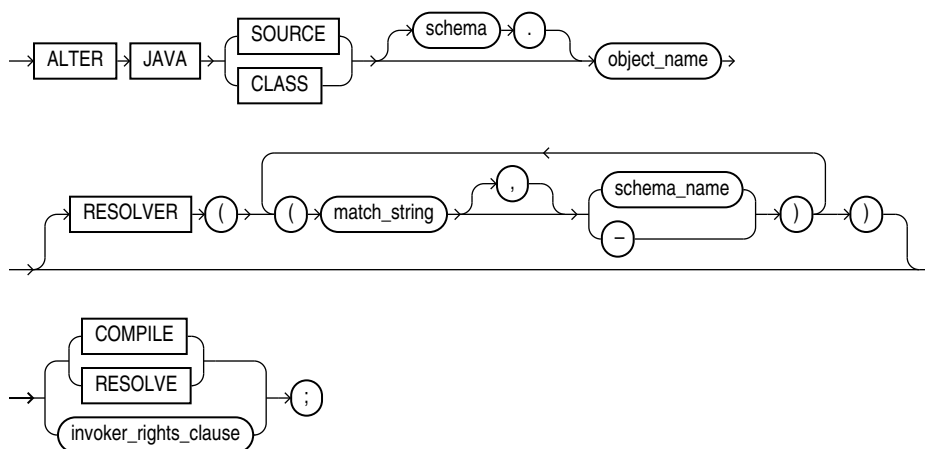 SOURCE schema .
ALTER JAVA object_name
CLASS
, schema_name
RESOLVER ( ( match_string ) )
–
COMPILE
RESOLVE ;
invoker_rights_clause